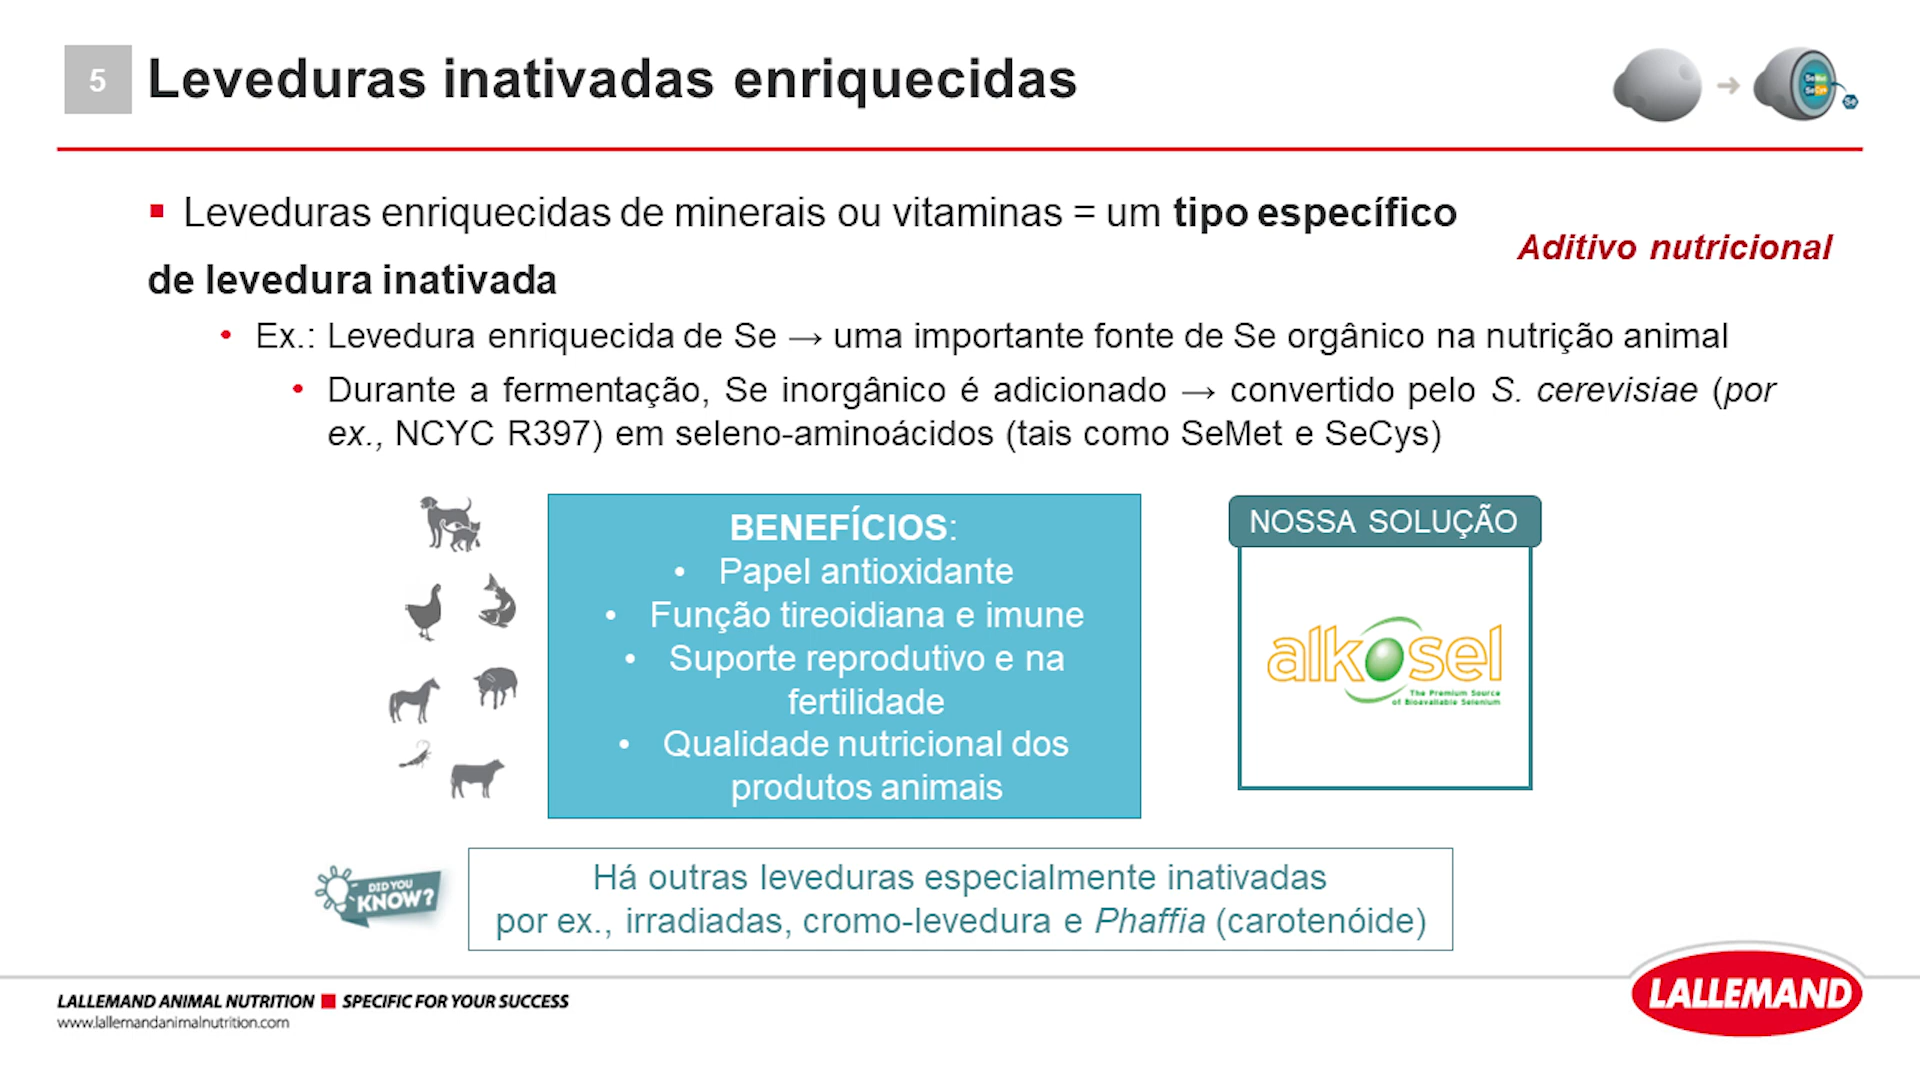 5
Leveduras inativadas enriquecidas
SeMet
SeCys
Se
▪ Leveduras enriquecidas de minerais ou vitaminas = um tipo específico
de levedura inativada
Aditivo nutricional
• Ex.: Levedura enriquecida de Se → uma importante fonte de Se orgânico na nutrição animal
• Durante a fermentação, Se inorgânico é adicionado → convertido pelo S. cerevisiae (por
ex., NCYC R397) em seleno-aminoácidos (tais como SeMet e SeCys)
BENEFÍCIOS:
• Papel antioxidante
• Função tireoidiana e imune
• Suporte reprodutivo e na
fertilidade
• Qualidade nutricional dos
produtos animais
NOSSA SOLUÇÃO
alkosel
The Premium Source
of Bioavailable Selenium
DID YOU
KNOW?
Há outras leveduras especialmente inativadas
por ex., irradiadas, cromo-levedura e Phaffia (carotenóide)
LALLEMAND ANIMAL NUTRITION ■ SPECIFIC FOR YOUR SUCCESS
www.lallemandanimalnutrition.com
LALLEMAND